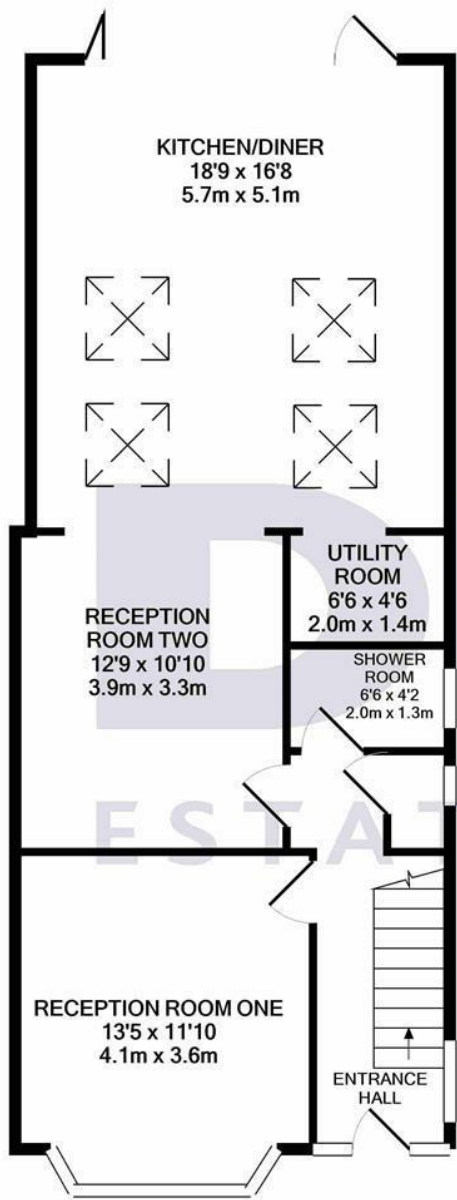 KITCHEN/DINER
18'9 x 16'8
5.7m x 5.1m
UTILITY
ROOM
6'6 x 4'6
2.0m x 1.4m
RECEPTION
ROOM TWO
12'9 x 10'10
3.9m x 3.3m
SHOWER
ROOM
6'6 x 4'2
2.0m x 1.3m
D
ESTAT
RECEPTION ROOM ONE
13'5 x 11'10
4.1m x 3.6m
ENTRANCE
HALL